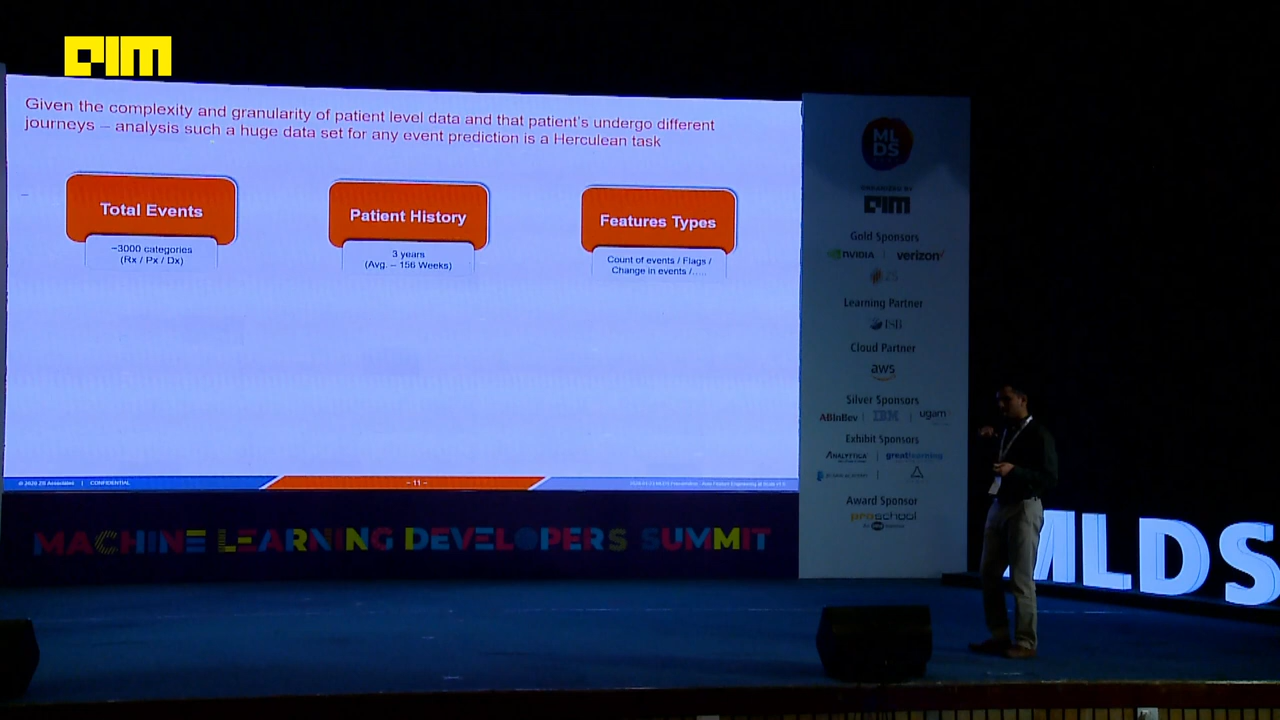 AIM
Given the complexity and granularity of patient level data and that patient's undergo different
journeys – analysis such a huge data set for any event prediction is a Herculean task
Total Events
~3000 categories
(Rx / Px / Dx)
Patient History
3 years
(Avg. – 156 Weeks)
Features Types
Count of events / Flags /
Change in events /.....
© 2020 ZS Associates | CONFIDENTIAL
– 11 –
MACHINE LEARNING DEVELOPERS SUMMIT
ML
DS
ORGANIZED BY
AIM
Gold Sponsors
NVIDIA | verizon
ZS
Learning Partner
ISB
Cloud Partner
aws
Silver Sponsors
ABInBev | IBM | ugam
Exhibit Sponsors
ANALYTTICA | greatlearning
Award Sponsor
proschool
MLDS